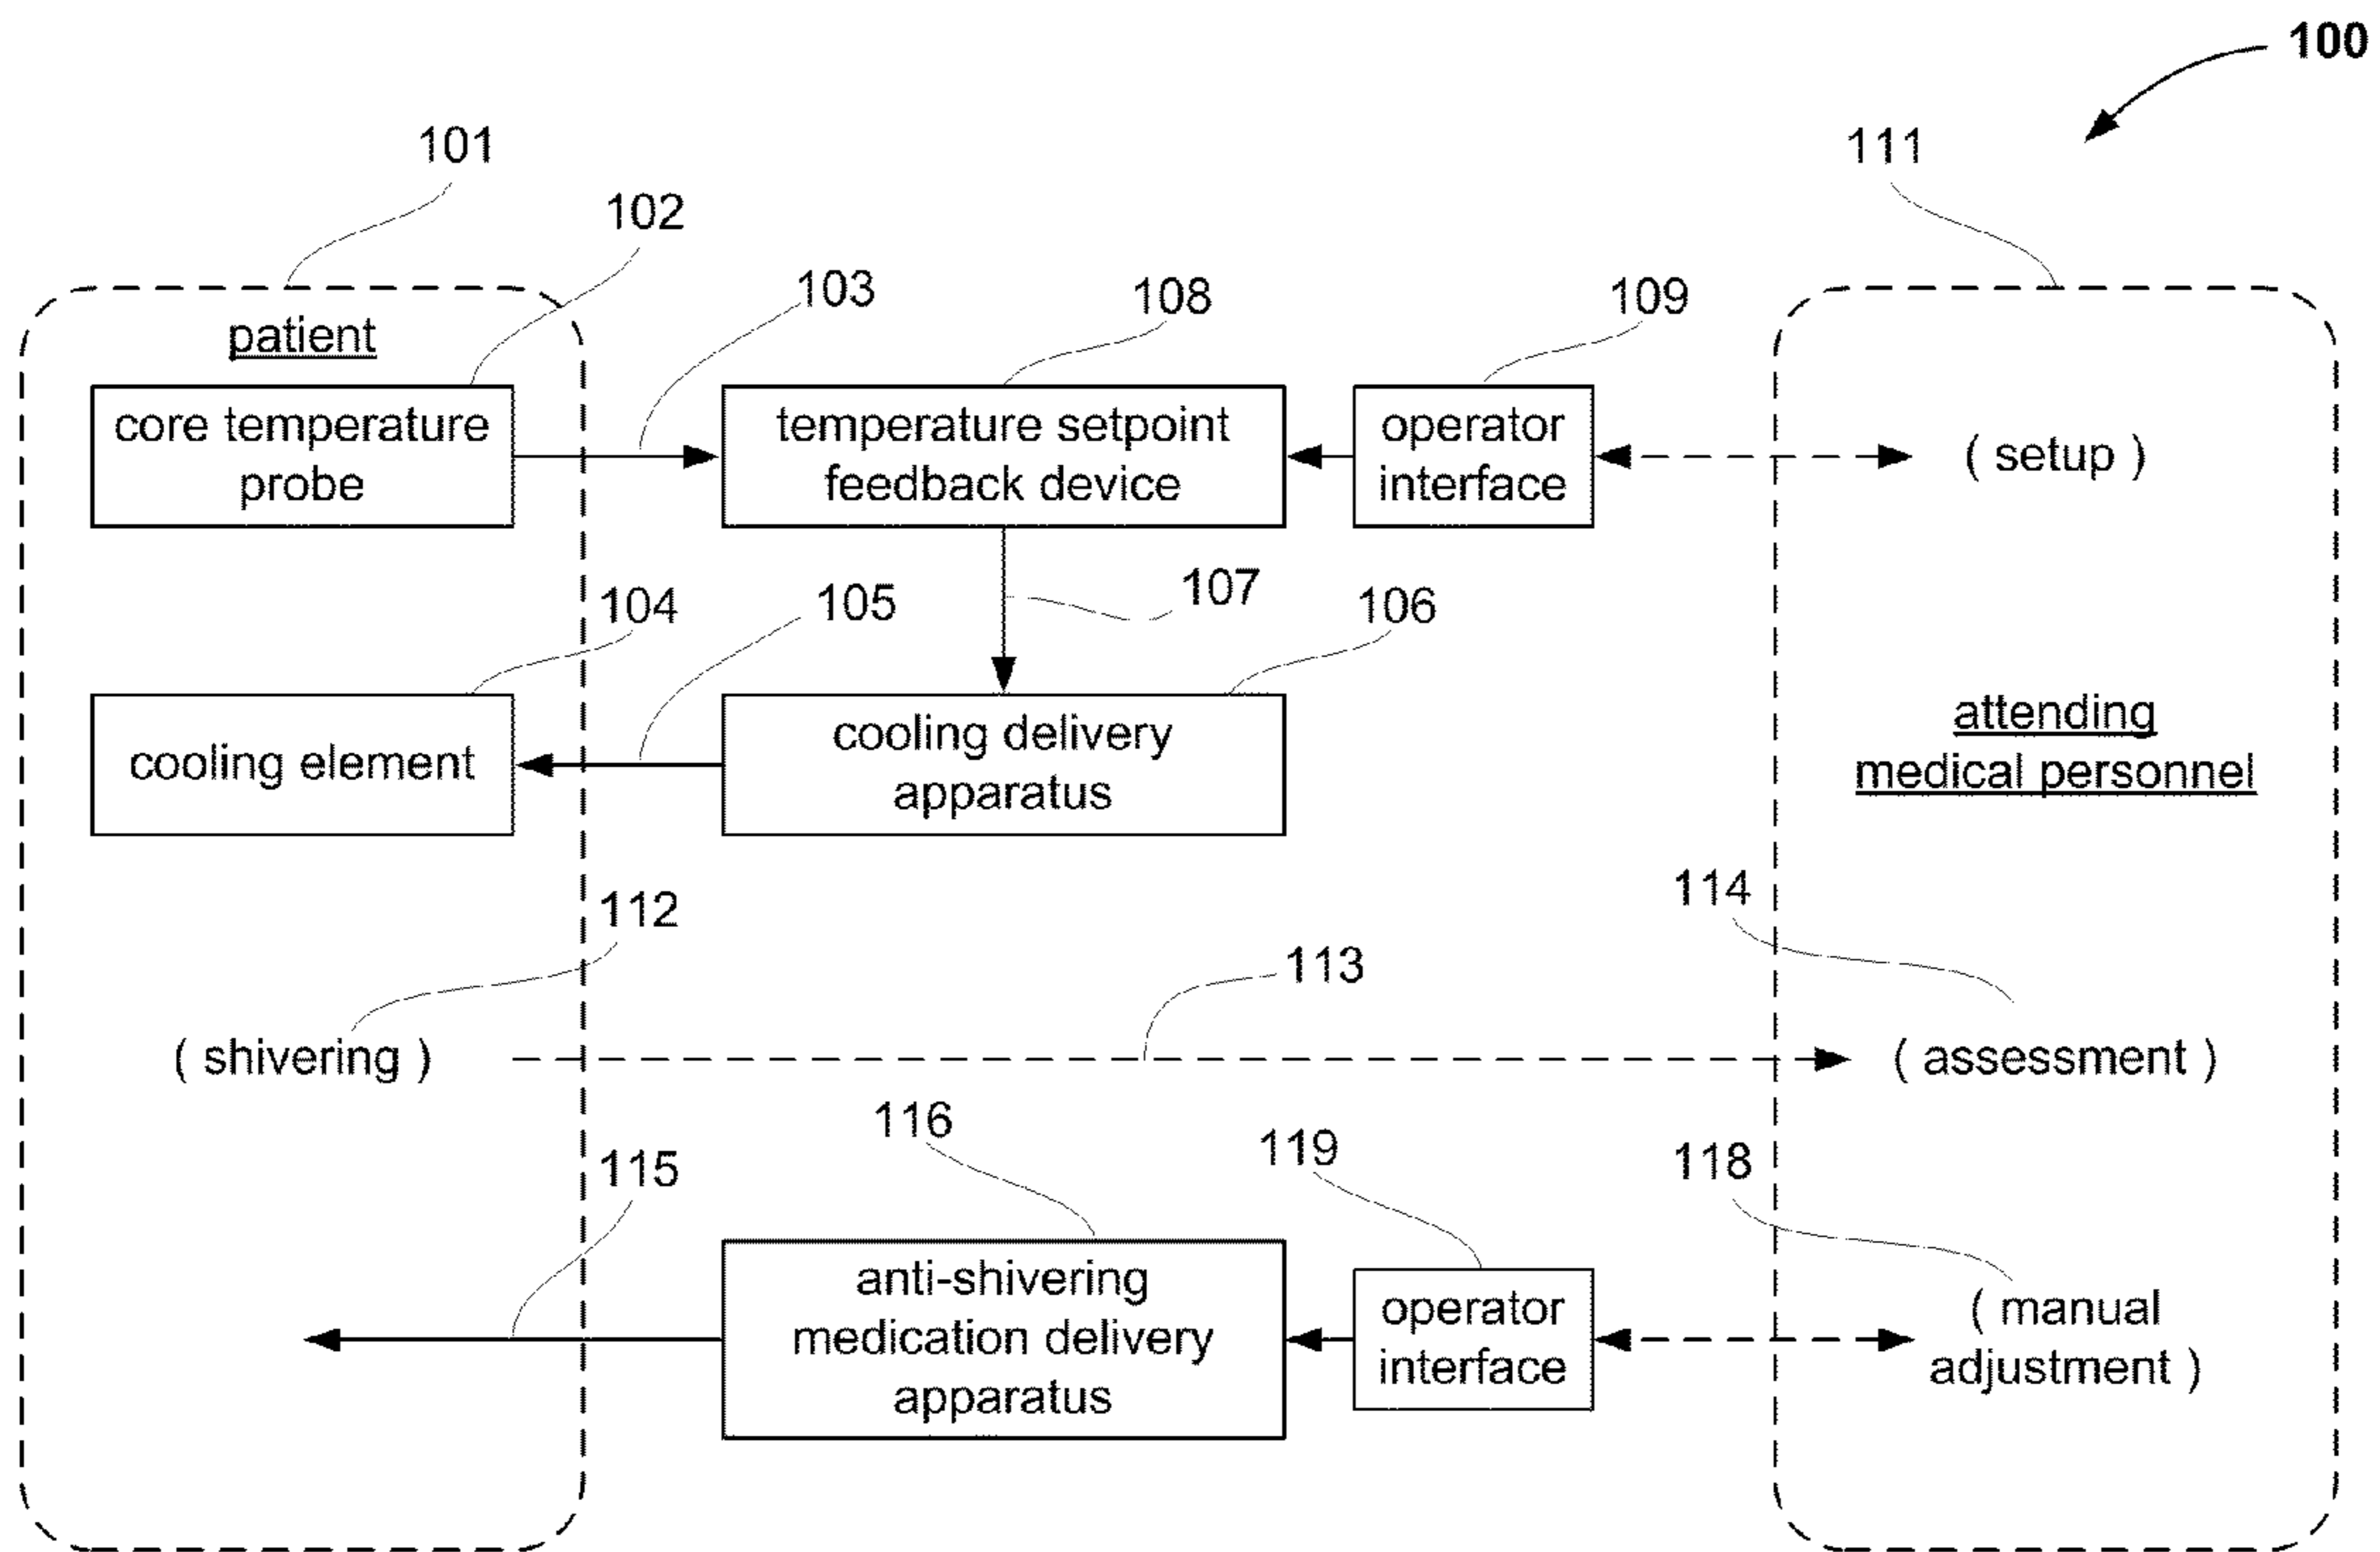 100
101
111
102
103
108
109
patient
core temperature
probe
temperature setpoint
feedback device
operator
interface
( setup )
104
105
107
106
cooling element
cooling delivery
apparatus
attending
medical personnel
112
113
114
( shivering )
( assessment )
115
116
119
118
anti-shivering
medication delivery
apparatus
operator
interface
( manual
adjustment )